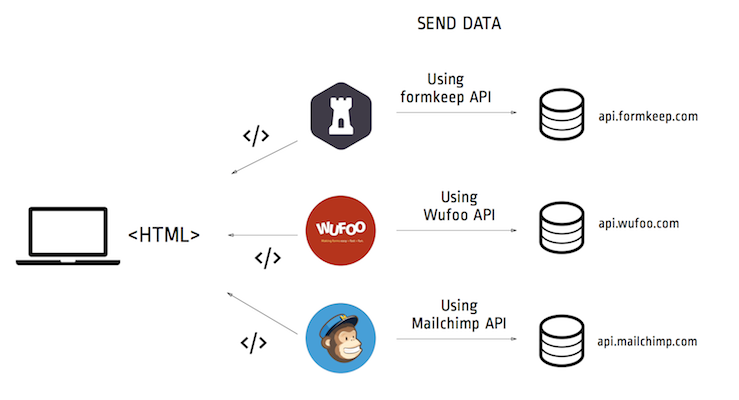 SEND DATA
Using
formkeep API
api.formkeep.com
</>
<HTML>
WUFOO
</>
Using
Wufoo API
api.wufoo.com
</>
Using
Mailchimp API
api.mailchimp.com